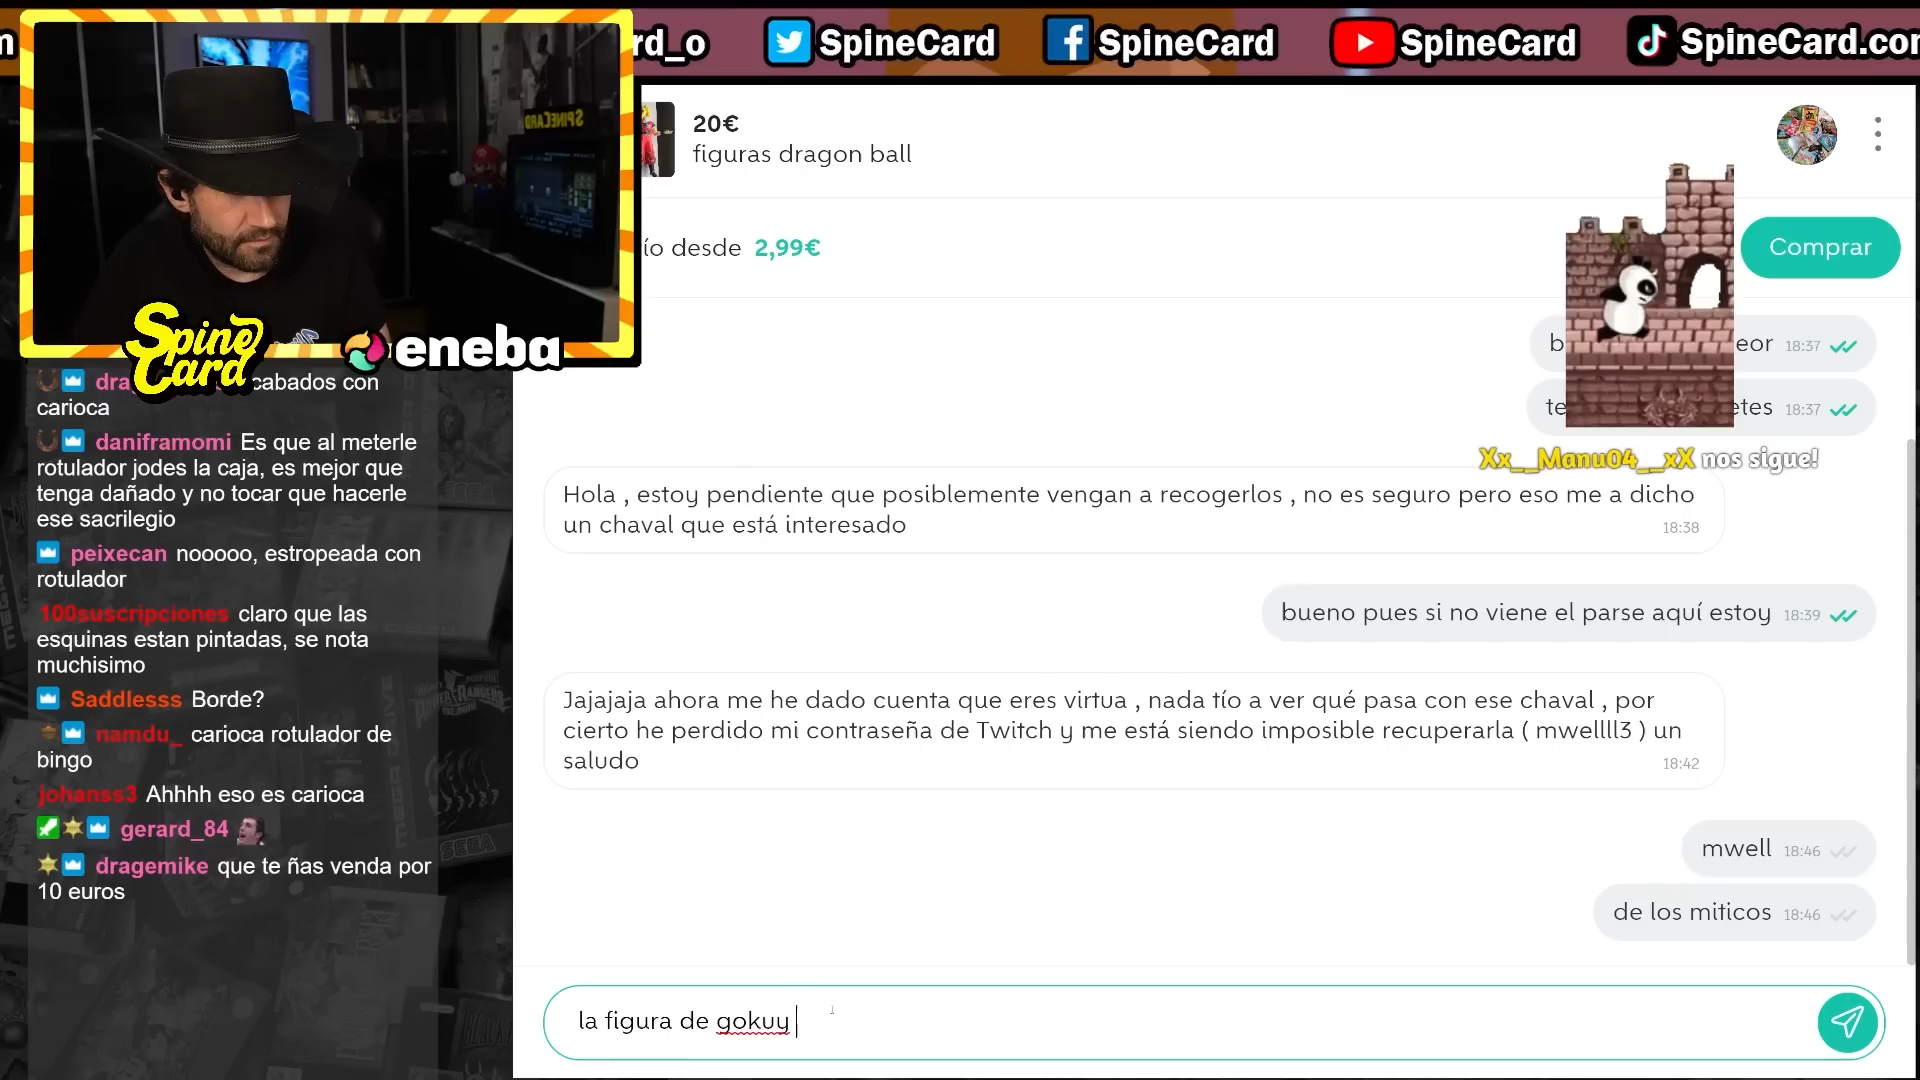 rd_o
SpineCard
SpineCard
SpineCard
SpineCard.con
SPINECARD
Spine
Card
eneba
20€
figuras dragon ball
ío desde 2,99€
Comprar
eor 18:37
te
etes 18:37
Xx__Manu04__xX nos sigue!
Hola , estoy pendiente que posiblemente vengan a recogerlos , no es seguro pero eso me a dicho
un chaval que está interesado
18:38
bueno pues si no viene el parse aquí estoy 18:39
Jajajaja ahora me he dado cuenta que eres virtua , nada tío a ver qué pasa con ese chaval , por
cierto he perdido mi contraseña de Twitch y me está siendo imposible recuperarla ( mwellll3 ) un
saludo
18:42
mwell 18:46
de los miticos 18:46
la figura de gokuy
cabados con
carioca
daniframomi Es que al meterle
rotulador jodes la caja, es mejor que
tenga dañado y no tocar que hacerle
ese sacrilegio
peixecan nooooo, estropeada con
rotulador
100suscripciones claro que las
esquinas estan pintadas, se nota
muchisimo
Saddlesss Borde?
namdu_ carioca rotulador de
bingo
johanss3 Ahhhh eso es carioca
gerard_84
dragemike que te ñas venda por
10 euros